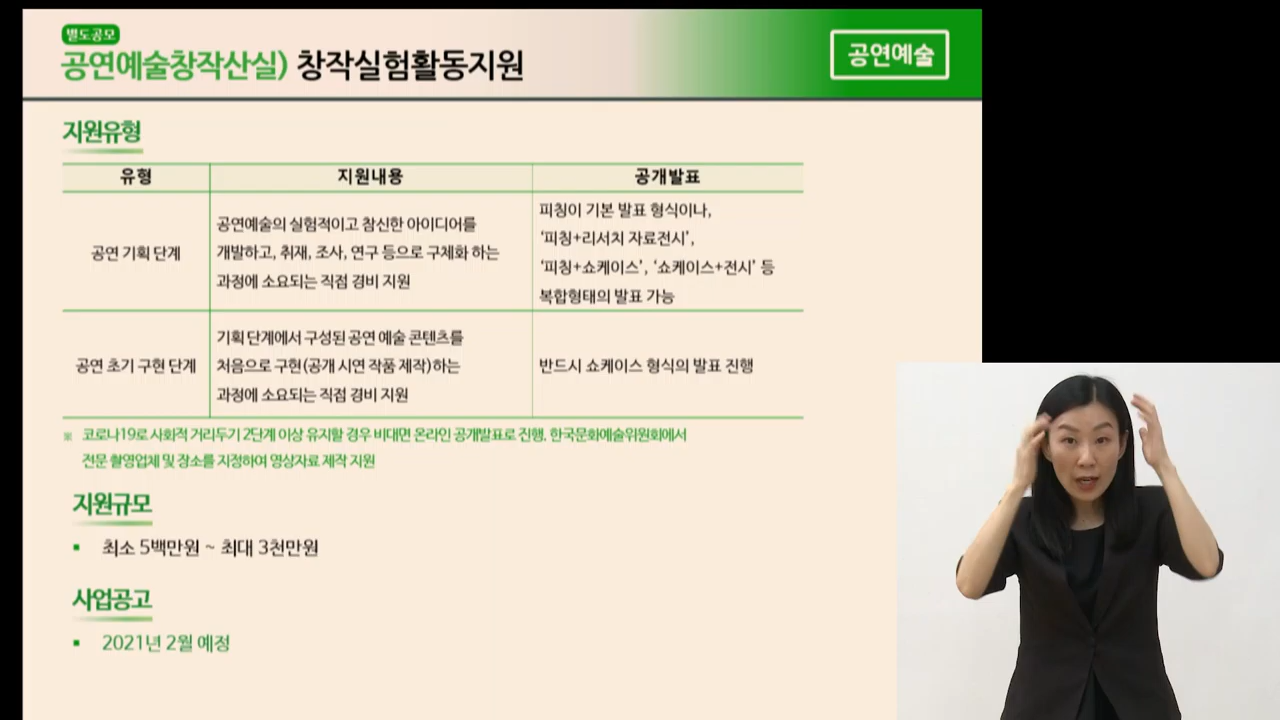 별도공모
공연예술창작산실) 창작실험활동지원
공연예술
지원유형
유형
지원내용
공개발표
공연 기획 단계
공연예술의 실험적이고 참신한 아이디어를
개발하고, 취재, 조사, 연구 등으로 구체화 하는
과정에 소요되는 직접 경비 지원
피칭이 기본 발표 형식이나,
‘피칭+리서치 자료전시’,
‘피칭+쇼케이스’, ‘쇼케이스+전시’ 등
복합형태의 발표 가능
공연 초기 구현 단계
기획 단계에서 구성된 공연 예술 콘텐츠를
처음으로 구현(공개 시연 작품 제작)하는
과정에 소요되는 직접 경비 지원
반드시 쇼케이스 형식의 발표 진행
※ 코로나19로 사회적 거리두기 2단계 이상 유지할 경우 비대면 온라인 공개발표로 진행. 한국문화예술위원회에서
전문 촬영업체 및 장소를 지정하여 영상자료 제작 지원
지원규모
▪ 최소 5백만원 ~ 최대 3천만원
사업공고
▪ 2021년 2월 예정